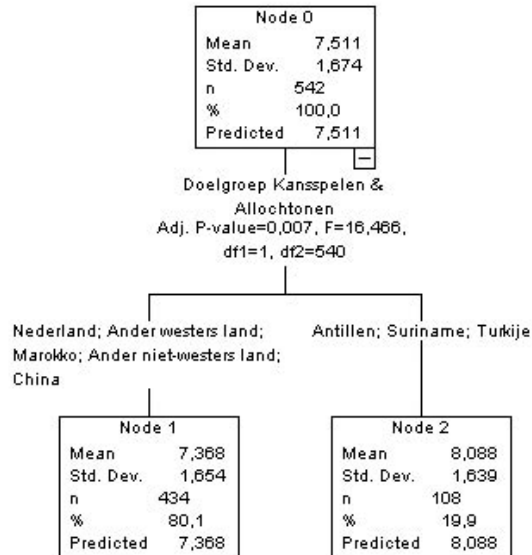 Node 0
Mean 7,511
Std. Dev. 1,674
n 542
% 100,0
Predicted 7,511
Doelgroep Kansspelen &
Allochtonen
Adj. P-value=0,007, F=16,466,
df1=1, df2=540
Nederland; Ander westers land;
Marokko; Ander niet-westers land;
China
Antillen; Suriname; Turkije
Node 1
Mean 7,368
Std. Dev. 1,654
n 434
% 80,1
Predicted 7,368
Node 2
Mean 8,088
Std. Dev. 1,639
n 108
% 19,9
Predicted 8,088